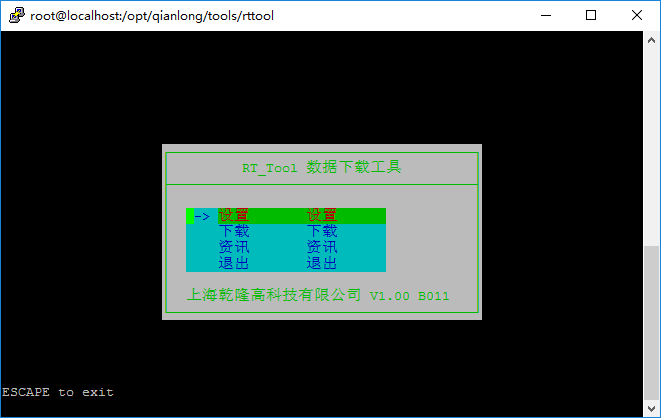 root@localhost:/opt/qianlong/tools/rttool
RT_Tool 数据下载工具
-> 设置 设置
下载 下载
资讯 资讯
退出 退出
上海乾隆高科技有限公司 V1.00 B011
ESCAPE to exit